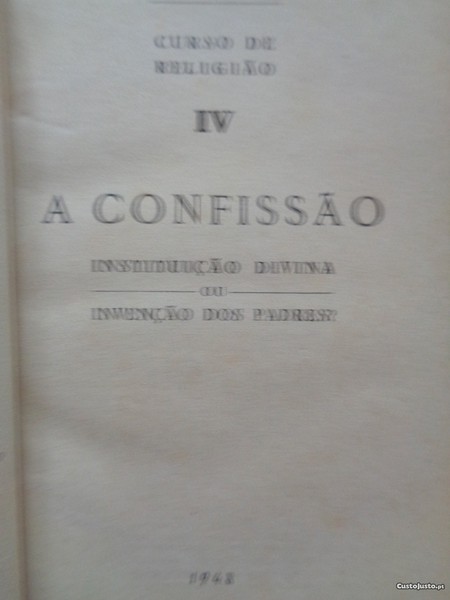 CURSO DE
RELIGIÃO
IV
A CONFISSÃO
INSTITUIÇÃO DIVINA
OU
INVENÇÃO DOS PADRES?
CustoJusto.pt